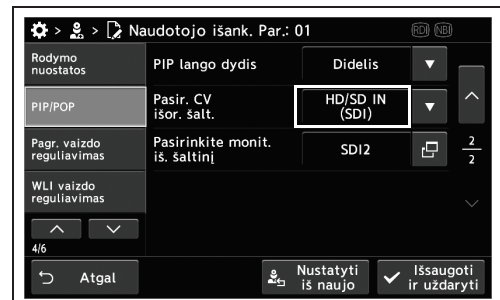 > > Naudotojo išank. Par.: 01 RDI NBI
Rodymo
nuostatos
PIP/POP
Pagr. vaizdo
reguliavimas
WLI vaizdo
reguliavimas
4/6
PIP lango dydis Didelis
Pasir. CV
išor. šalt.
HD/SD IN
(SDI)
Pasirinkite monit.
iš. šaltinį
SDI2
2
2
Atgal
Nustatyti
iš naujo
Išsaugoti
ir uždaryti